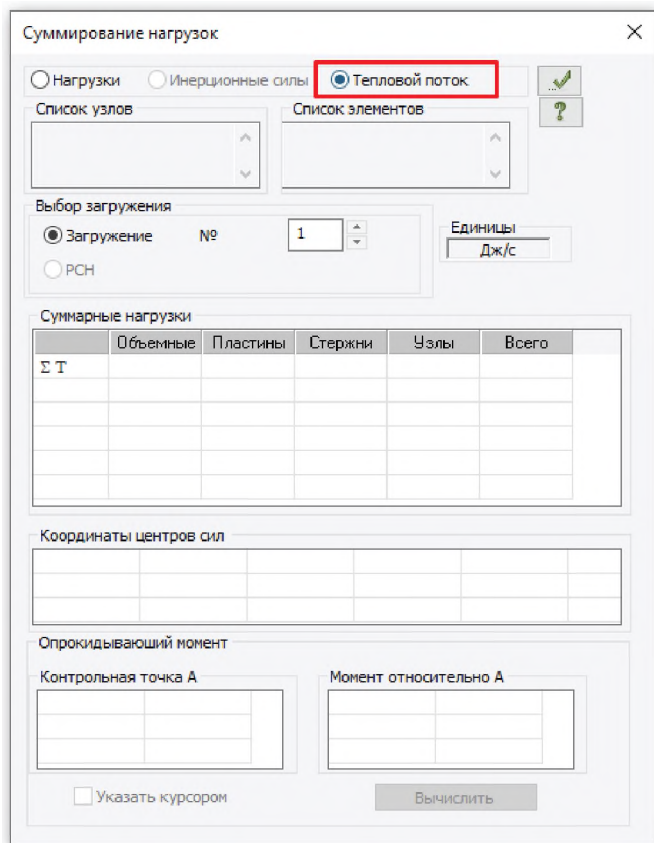 Суммирование нагрузок
Нагрузки Инерционные силы Тепловой поток
Список узлов Список элементов
Выбор загружения
Загружение № 1
Единицы
Дж/с
РСН
Суммарные нагрузки
Объемные Пластины Стержни Узлы Всего
Σ T
Координаты центров сил
Опрокидывающий момент
Контрольная точка А Момент относительно А
Указать курсором Вычислить